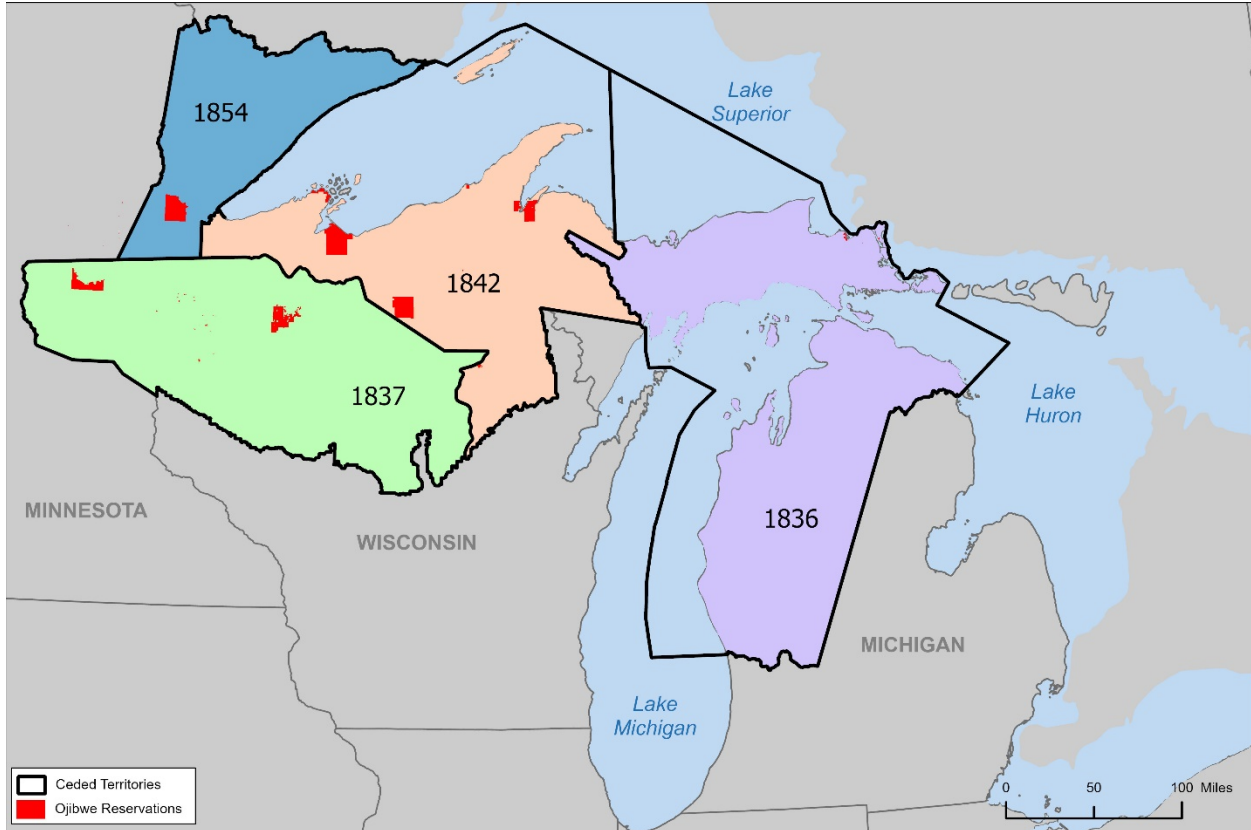 1854
Lake
Superior
1842
1837
Lake
Huron
MINNESOTA
WISCONSIN
1836
MICHIGAN
Lake
Michigan
Ceded Territories
Ojibwe Reservations
0 50 100 Miles